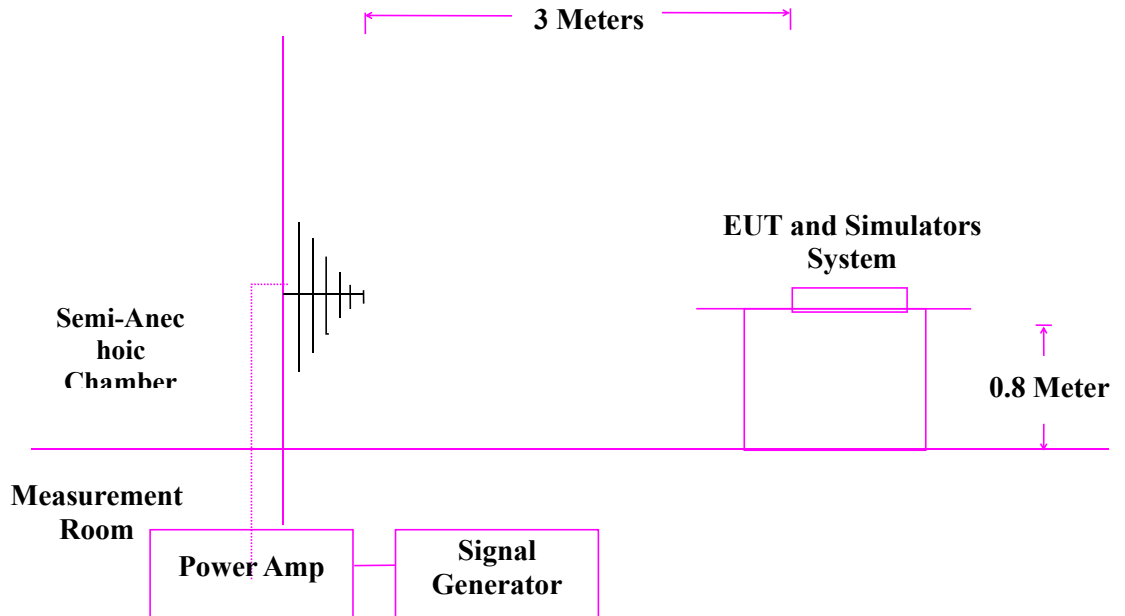 3 Meters
EUT and Simulators
System
Semi-Anec
hoic
Chamber
0.8 Meter
Measurement
Room
Power Amp
Signal
Generator